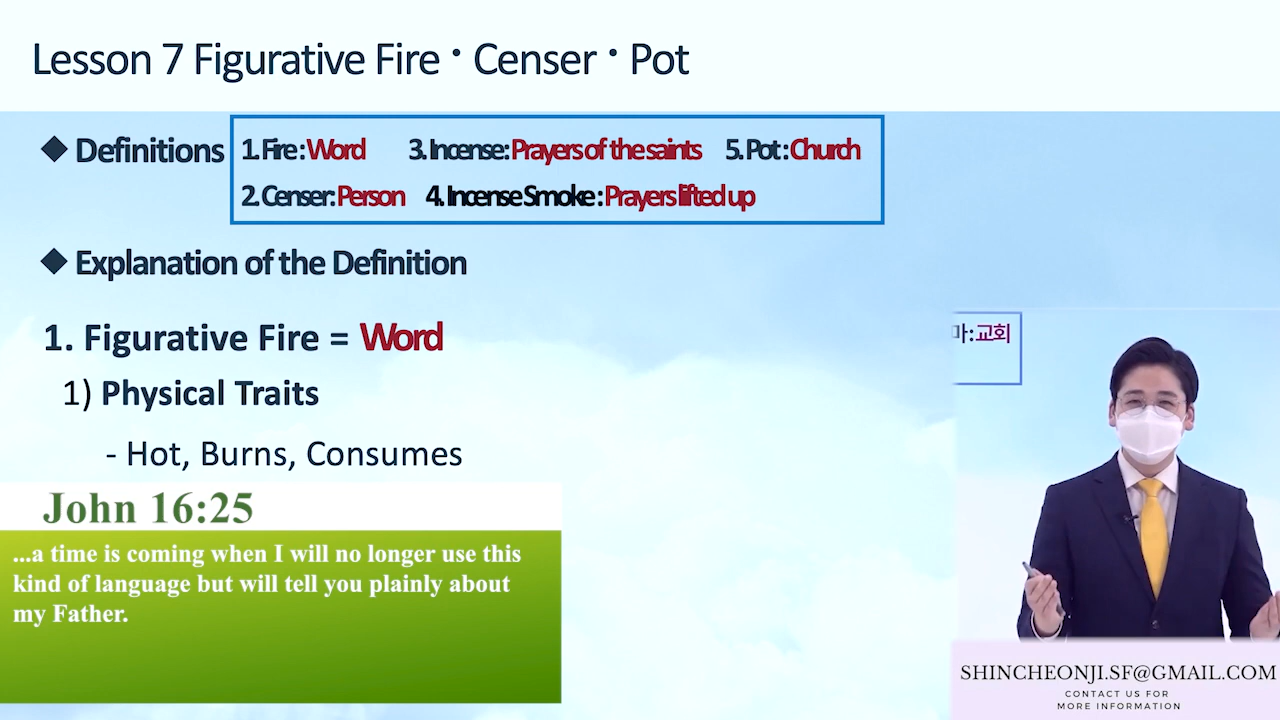 Lesson 7 Figurative Fire · Censer · Pot
◆ Definitions
1. Fire : Word 3. Incense : Prayers of the saints 5. Pot : Church
2. Censer : Person 4. Incense Smoke : Prayers lifted up
◆ Explanation of the Definition
1. Figurative Fire = Word
1) Physical Traits
- Hot, Burns, Consumes
John 16:25
...a time is coming when I will no longer use this
kind of language but will tell you plainly about
my Father.
마:교회
SHINCHEONJI.SF@GMAIL.COM
CONTACT US FOR
MORE INFORMATION